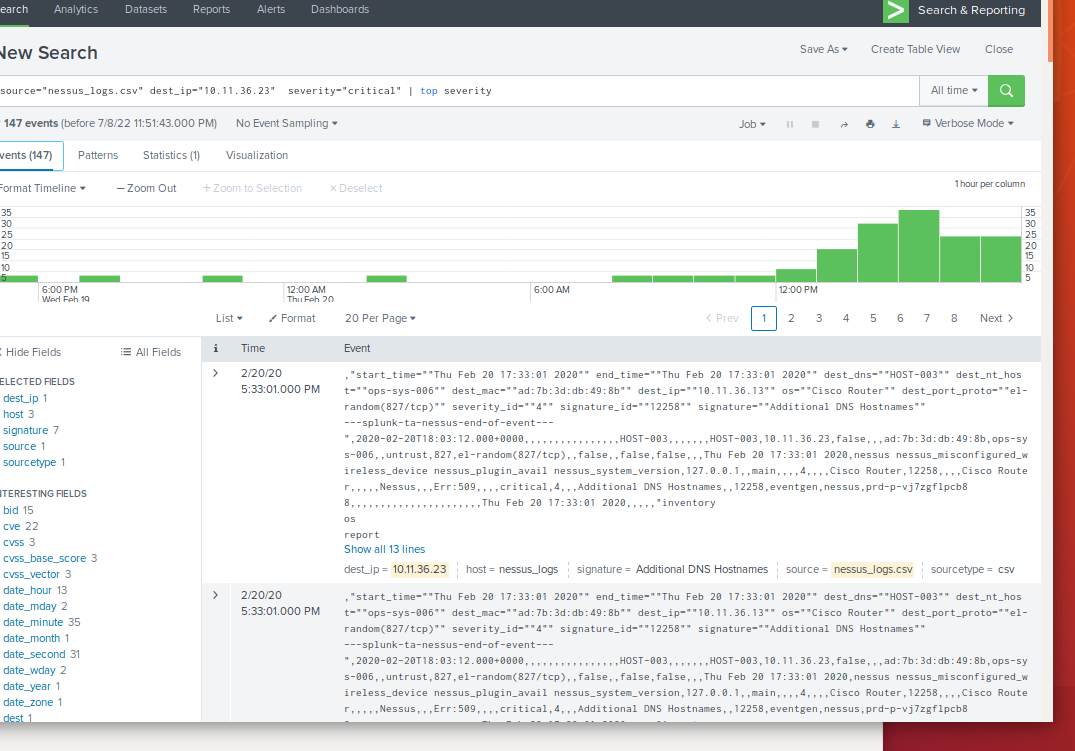 earch Analytics Datasets Reports Alerts Dashboards Search & Reporting
New Search Save As Create Table View Close
source="nessus_logs.csv" dest_ip="10.11.36.23"  severity="critical" | top severity All time
147 events (before 7/8/22 11:51:43.000 PM) No Event Sampling Job Verbose Mode
vents (147) Patterns Statistics (1) Visualization
ormat Timeline — Zoom Out + Zoom to Selection × Deselect 1 hour per column
35 35
30 30
25 25
20 20
15 15
10 10
5 5
6:00 PM 12:00 AM 6:00 AM 12:00 PM
Wed Feb 19 Thu Feb 20
List Format 20 Per Page < Prev 1 2 3 4 5 6 7 8 Next >
Hide Fields All Fields i Time Event
ELECTED FIELDS
dest_ip 1
host 3
signature 7
source 1
sourcetype 1
NTERESTING FIELDS
bid 15
cve 22
cvss 3
cvss_base_score 3
cvss_vector 3
date_hour 13
date_mday 2
date_minute 35
date_month 1
date_second 31
date_wday 2
date_year 1
date_zone 1
dest 1
2/20/20
5:33:01.000 PM
,"start_time=""Thu Feb 20 17:33:01 2020"" end_time=""Thu Feb 20 17:33:01 2020"" dest_dns=""HOST-003"" dest_nt_hos
t=""ops-sys-006"" dest_mac=""ad:7b:3d:db:49:8b"" dest_ip=""10.11.36.13"" os=""Cisco Router"" dest_port_proto=""el-
random(827/tcp)"" severity_id=""4"" signature_id=""12258"" signature=""Additional DNS Hostnames""
---splunk-ta-nessus-end-of-event---
",2020-02-20T18:03:12.000+0000,,,,,,,,,,,,,,,,HOST-003,,,,,,,HOST-003,10.11.36.23,false,,,ad:7b:3d:db:49:8b,ops-sy
s-006,,untrust,827,el-random(827/tcp),,false,,false,false,,,Thu Feb 20 17:33:01 2020,nessus nessus_misconfigured_w
ireless_device nessus_plugin_avail nessus_system_version,127.0.0.1,,main,,,,4,,,,Cisco Router,12258,,,,Cisco Route
r,,,,,Nessus,,,Err:509,,,,critical,4,,,Additional DNS Hostnames,,12258,eventgen,nessus,prd-p-vj7zgflpcb8
8,,,,,,,,,,,,,,,,,,,,,,Thu Feb 20 17:33:01 2020,,,,,"inventory
os
report
Show all 13 lines
dest_ip = 10.11.36.23 host = nessus_logs signature = Additional DNS Hostnames source = nessus_logs.csv sourcetype = csv
2/20/20
5:33:01.000 PM
,"start_time=""Thu Feb 20 17:33:01 2020"" end_time=""Thu Feb 20 17:33:01 2020"" dest_dns=""HOST-003"" dest_nt_hos
t=""ops-sys-006"" dest_mac=""ad:7b:3d:db:49:8b"" dest_ip=""10.11.36.13"" os=""Cisco Router"" dest_port_proto=""el-
random(827/tcp)"" severity_id=""4"" signature_id=""12258"" signature=""Additional DNS Hostnames""
---splunk-ta-nessus-end-of-event---
",2020-02-20T18:03:12.000+0000,,,,,,,,,,,,,,,,HOST-003,,,,,,,HOST-003,10.11.36.23,false,,,ad:7b:3d:db:49:8b,ops-sy
s-006,,untrust,827,el-random(827/tcp),,false,,false,false,,,Thu Feb 20 17:33:01 2020,nessus nessus_misconfigured_w
ireless_device nessus_plugin_avail nessus_system_version,127.0.0.1,,main,,,,4,,,,Cisco Router,12258,,,,Cisco Route
r,,,,,Nessus,,,Err:509,,,,critical,4,,,Additional DNS Hostnames,,12258,eventgen,nessus,prd-p-vj7zgflpcb8